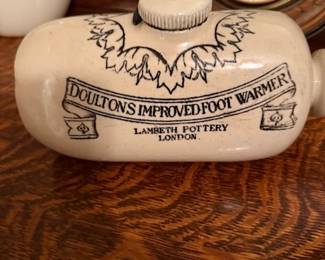 DOULTONS IMPROVED FOOT WARMER
LAMBETH POTTERY
LONDON.